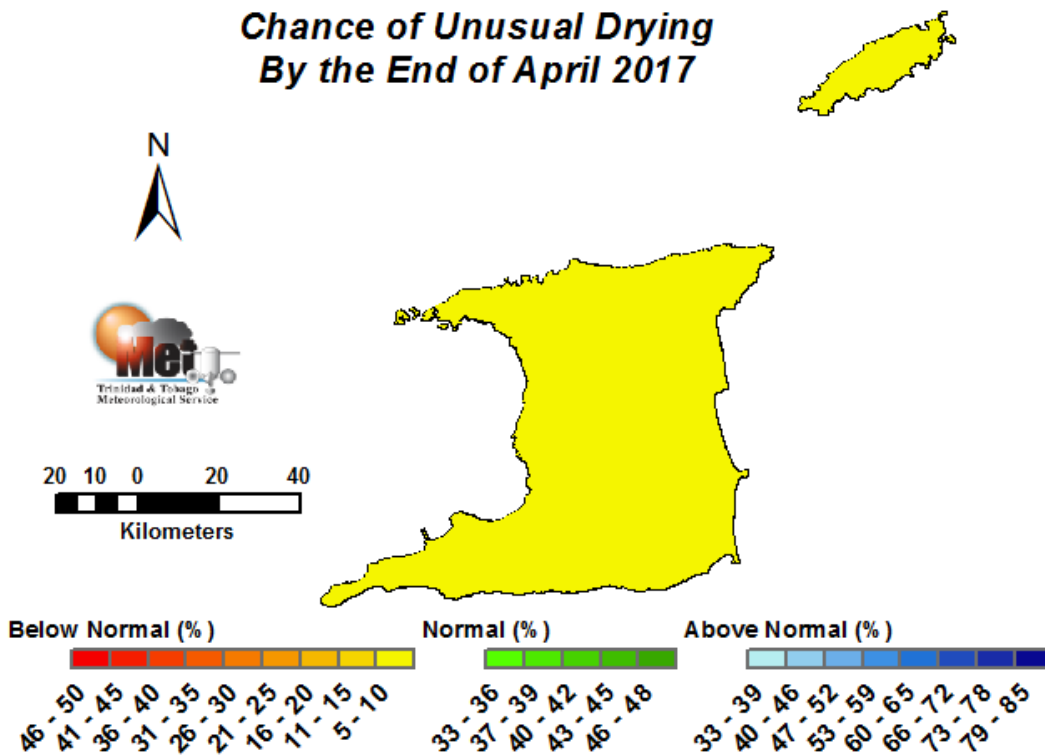 Chance of Unusual Drying
By the End of April 2017
N
Met
Trinidad & Tobago
Meteorological Service
20 10 0 20 40
Kilometers
Below Normal (%) Normal (%) Above Normal (%)
46 - 50 41 - 45 36 - 40 31 - 35 26 - 30 21 - 25 16 - 20 11 - 15 5 - 10 33 - 36 37 - 39 40 - 42 43 - 45 46 - 48 33 - 39 40 - 46 47 - 52 53 - 59 60 - 65 66 - 72 73 - 78 79 - 85